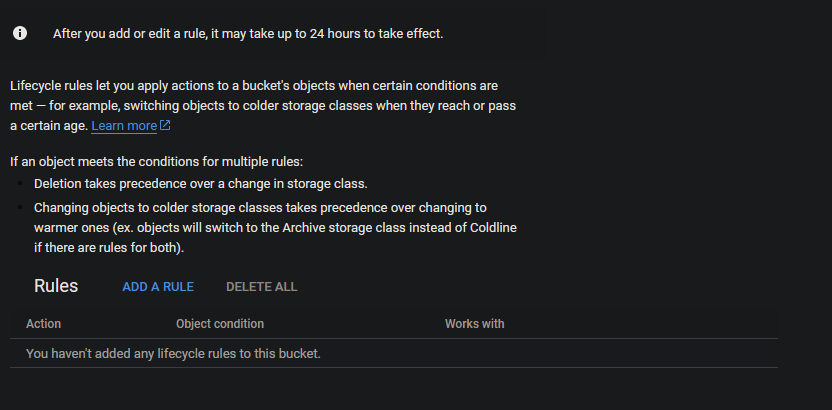 After you add or edit a rule, it may take up to 24 hours to take effect.
Lifecycle rules let you apply actions to a bucket's objects when certain conditions are
met — for example, switching objects to colder storage classes when they reach or pass
a certain age. Learn more
If an object meets the conditions for multiple rules:
• Deletion takes precedence over a change in storage class.
• Changing objects to colder storage classes takes precedence over changing to
warmer ones (ex. objects will switch to the Archive storage class instead of Coldline
if there are rules for both).
Rules ADD A RULE DELETE ALL
Action Object condition Works with
You haven't added any lifecycle rules to this bucket.